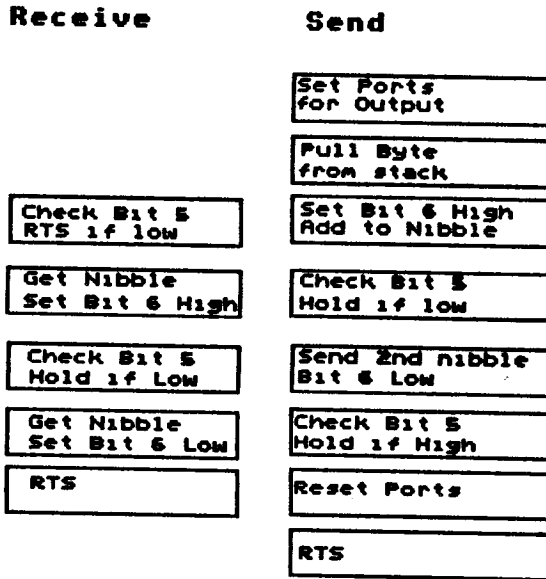 Receive
Check Bit 5
RTS if low
Get Nibble
Set Bit 6 High
Check Bit 5
Hold if Low
Get Nibble
Set Bit 6 Low
RTS
Send
Set Ports
for Output
Pull Byte
from stack
Set Bit 6 High
Add to Nibble
Check Bit 5
Hold if low
Send 2nd nibble
Bit 6 Low
Check Bit 5
Hold if High
Reset Ports
RTS